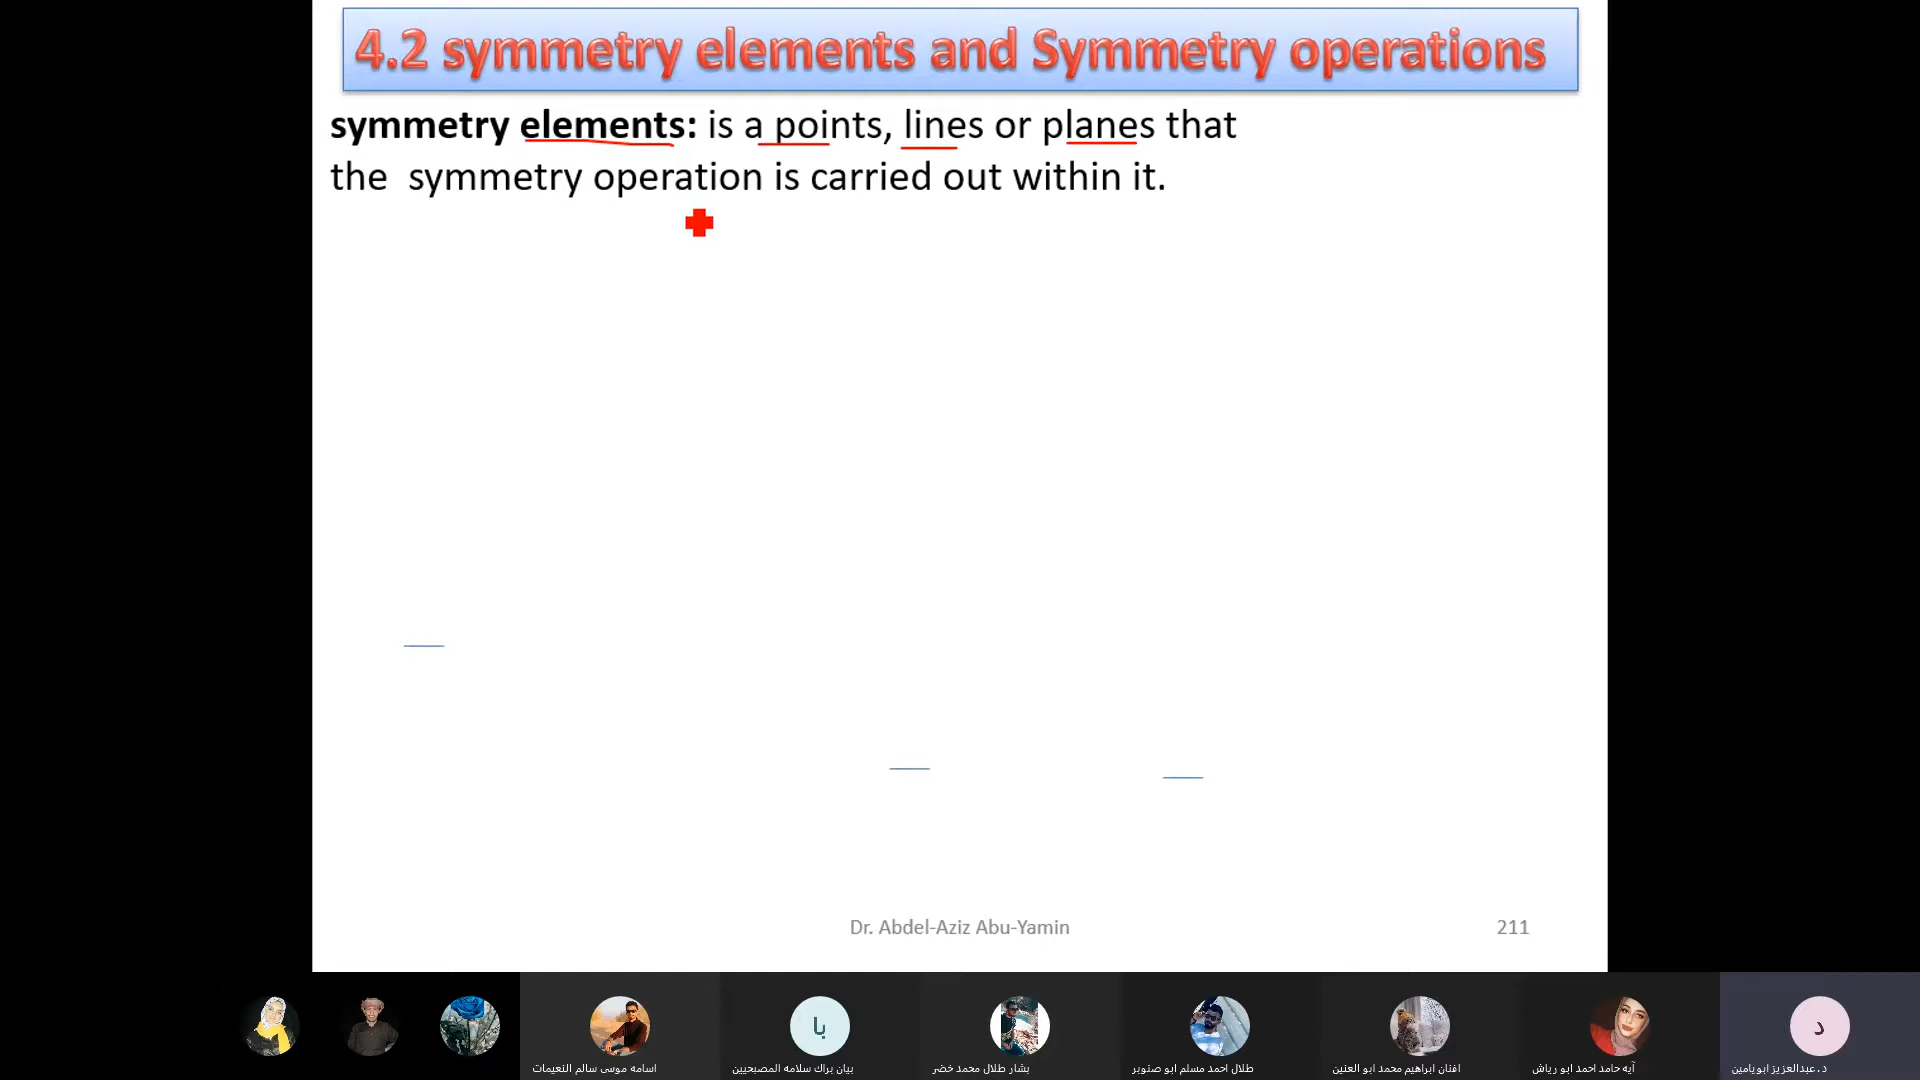 4.2 symmetry elements and Symmetry operations
symmetry elements: is a points, lines or planes that
the symmetry operation is carried out within it.
Dr. Abdel-Aziz Abu-Yamin
211
با
د
اسامه موسى سالم النعيمات
بيان براك سلامه المصبحيين
بشار طلال محمد خضر
طلال احمد مسلم ابو صنوبر
افنان ابراهيم محمد ابو العنين
آيه حامد احمد ابو رياش
د.عبدالعزيز ابويامين